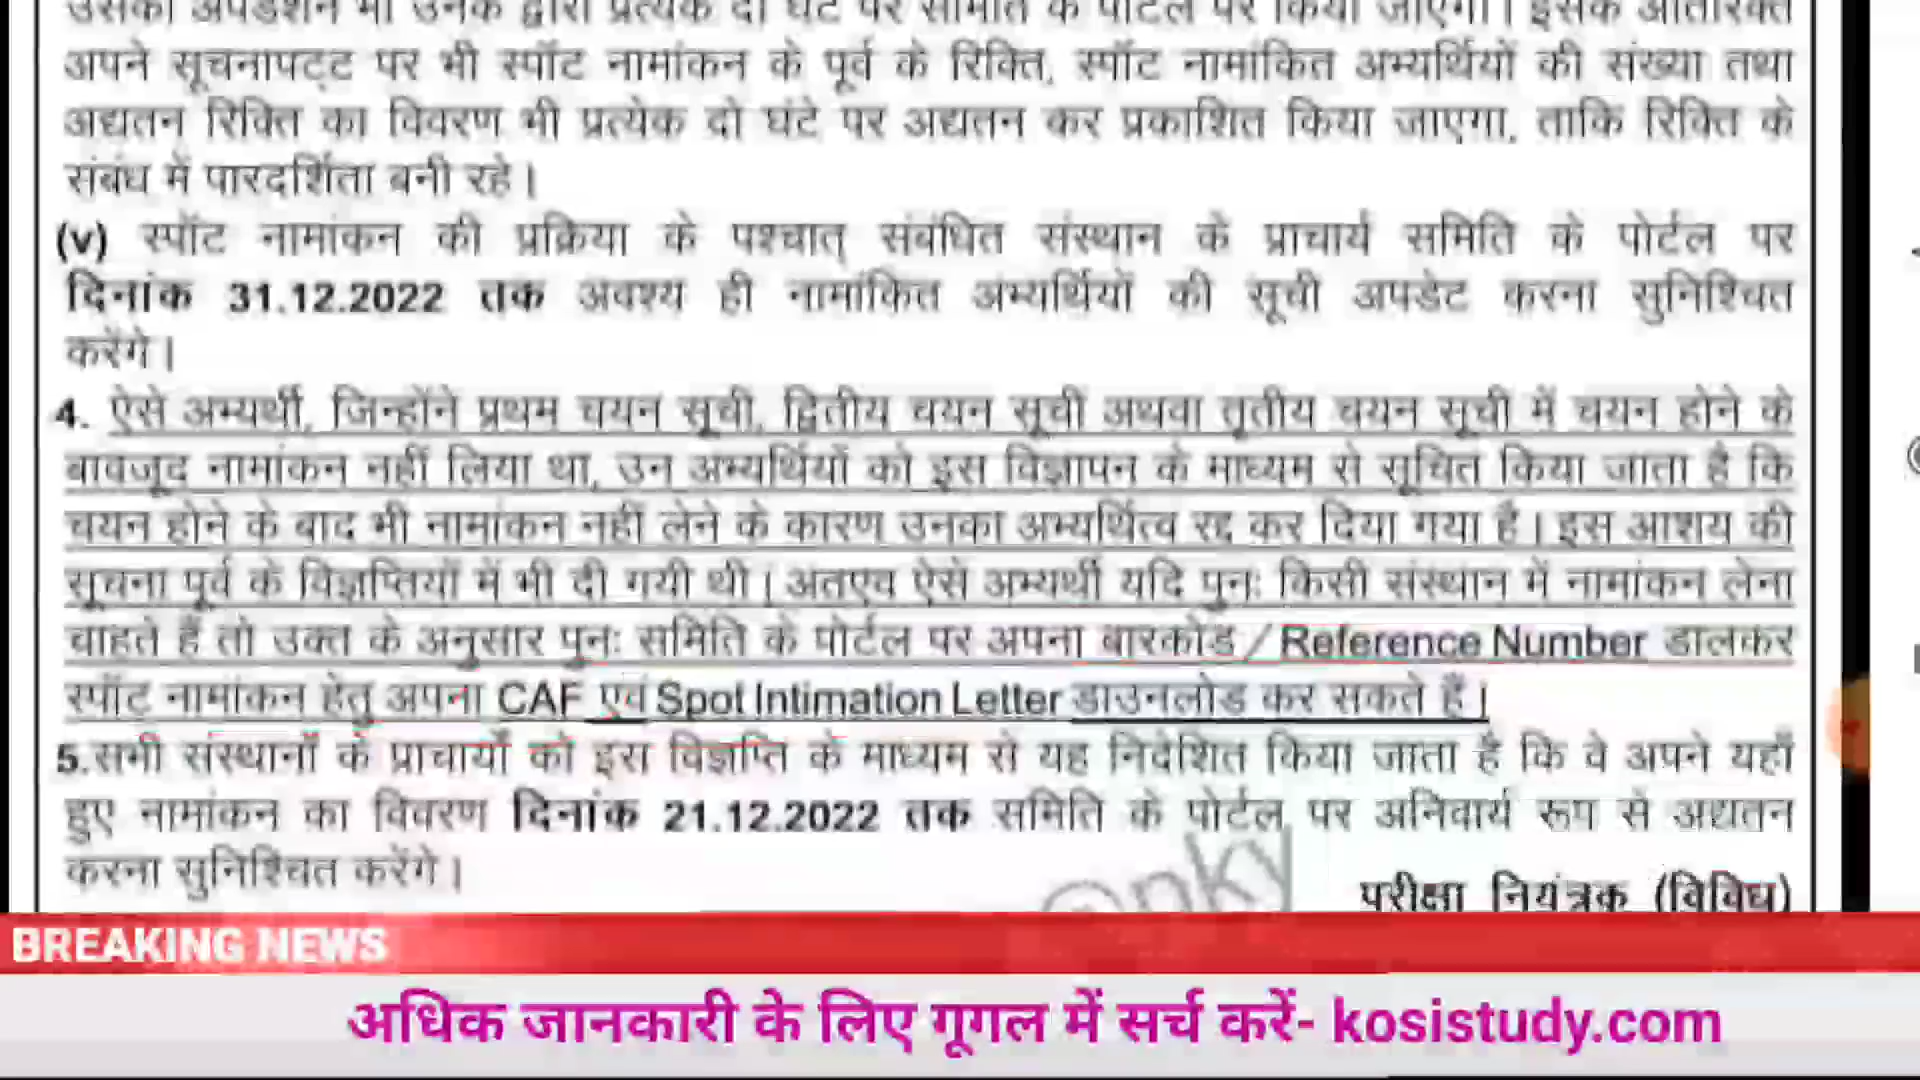 उसका अपडेशन भी उनके द्वारा प्रत्येक दो घंटे पर समिति के पोर्टल पर किया जाएगा। इसके अतिरिक्त
अपने सूचनापट्ट पर भी स्पॉट नामांकन के पूर्व के रिक्ति, स्पॉट नामांकित अभ्यर्थियों की संख्या तथा
अद्यतन रिक्ति का विवरण भी प्रत्येक दो घंटे पर अद्यतन कर प्रकाशित किया जाएगा, ताकि रिक्ति के
संबंध में पारदर्शिता बनी रहे।
(v) स्पॉट नामांकन की प्रक्रिया के पश्चात् संबंधित संस्थान के प्राचार्य समिति के पोर्टल पर
दिनांक 31.12.2022 तक अवश्य ही नामांकित अभ्यर्थियों की सूची अपडेट करना सुनिश्चित
करेंगे।
4. ऐसे अभ्यर्थी, जिन्होंने प्रथम चयन सूची, द्वितीय चयन सूची अथवा तृतीय चयन सूची में चयन होने के
बावजूद नामांकन नहीं लिया था, उन अभ्यर्थियों को इस विज्ञापन के माध्यम से सूचित किया जाता है कि
चयन होने के बाद भी नामांकन नहीं लेने के कारण उनका अभ्यर्थित्व रद्द कर दिया गया है। इस आशय की
सूचना पूर्व के विज्ञप्तियों में भी दी गयी थी। अतएव ऐसे अभ्यर्थी यदि पुनः किसी संस्थान में नामांकन लेना
चाहते हैं तो उक्त के अनुसार पुनः समिति के पोर्टल पर अपना बारकोड/Reference Number डालकर
स्पॉट नामांकन हेतु अपना CAF एवं Spot Intimation Letter डाउनलोड कर सकते हैं।
5.सभी संस्थानों के प्राचार्यों को इस विज्ञप्ति के माध्यम से यह निदेशित किया जाता है कि वे अपने यहाँ
हुए नामांकन का विवरण दिनांक 21.12.2022 तक समिति के पोर्टल पर अनिवार्य रूप से अद्यतन
करना सुनिश्चित करेंगे।
परीक्षा नियंत्रक (विविध)
BREAKING NEWS
अधिक जानकारी के लिए गूगल में सर्च करें- kosistudy.com